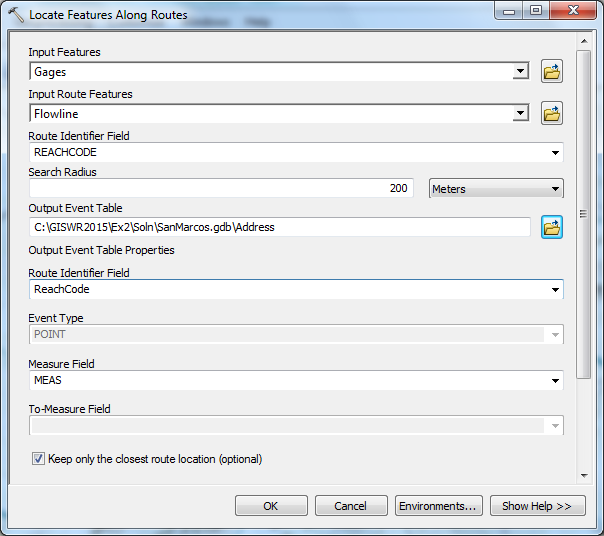 Locate Features Along Routes
Input Features
Gages
Input Route Features
Flowline
Route Identifier Field
REACHCODE
Search Radius
200 Meters
Output Event Table
C:\GISWR2015\Ex2\Soln\SanMarcos.gdb\Address
Output Event Table Properties
Route Identifier Field
ReachCode
Event Type
POINT
Measure Field
MEAS
To-Measure Field
Keep only the closest route location (optional)
OK Cancel Environments... Show Help >>